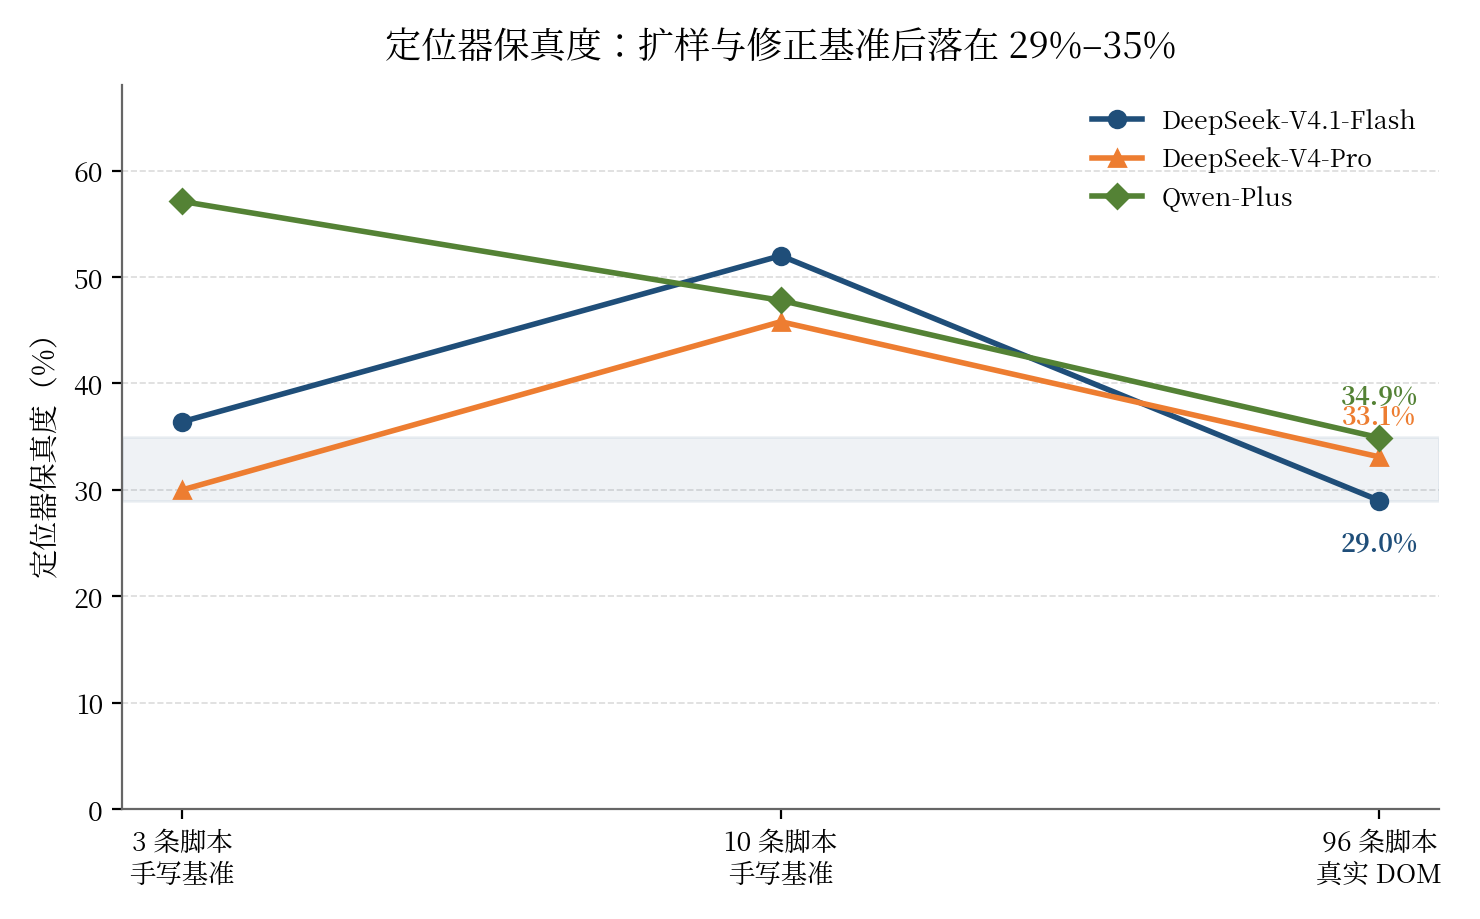 定位器保真度：扩样与修正基准后落在 29%–35%
DeepSeek-V4.1-Flash
DeepSeek-V4-Pro
Qwen-Plus
定位器保真度（%）
60
50
40
30
20
10
0
34.9%
33.1%
29.0%
3 条脚本
手写基准
10 条脚本
手写基准
96 条脚本
真实 DOM